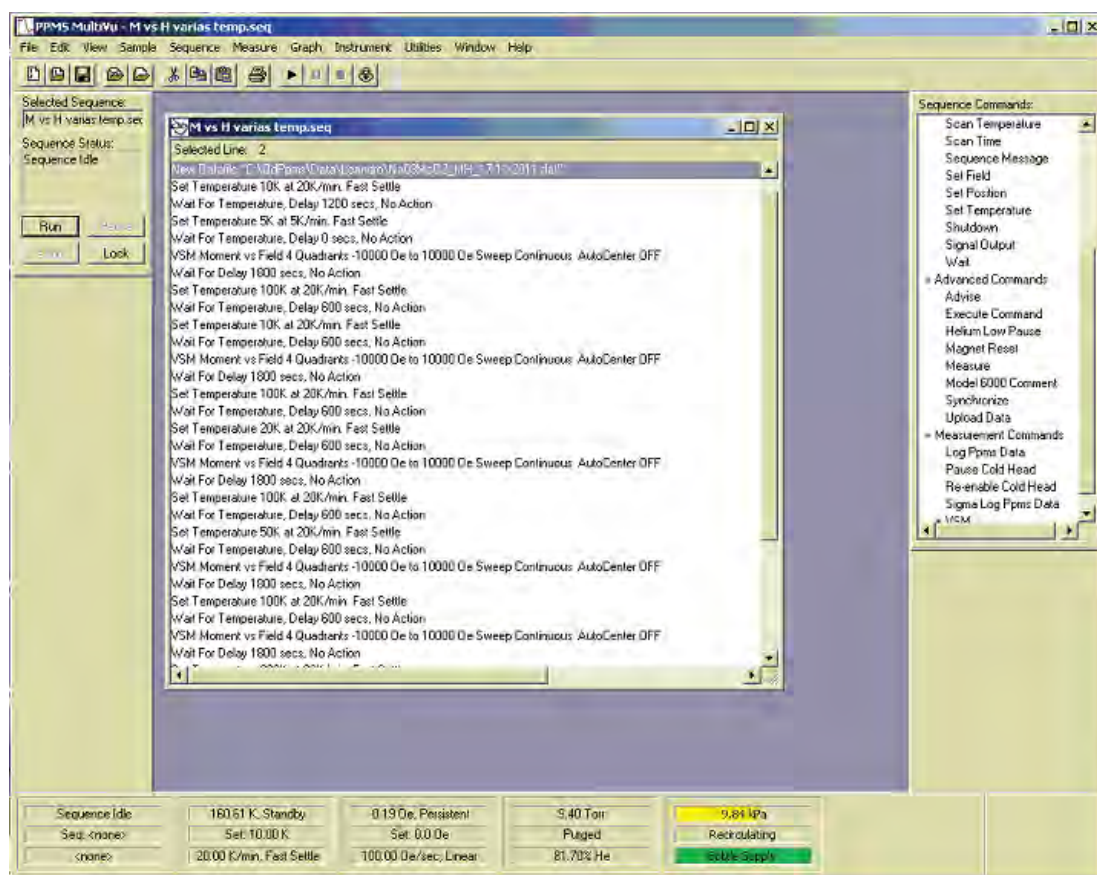 PPMS MultiVu - M vs H varias temp.seq
File Edit View Sample Sequence Measure Graph Instrument Utilities Window Help
Selected Sequence:
M vs H varias temp.sec
Sequence Status:
Sequence Idle
Run
Lock
M vs H varias temp.seq
Selected Line: 2
New Datafile
Set Temperature 10K at 20K/min. Fast Settle
Wait For Temperature, Delay 1200 secs, No Action
Set Temperature 5K at 5K/min. Fast Settle
Wait For Temperature, Delay 0 secs, No Action
VSM Moment vs Field 4 Quadrants -10000 Oe to 10000 Oe Sweep Continuous AutoCenter OFF
Wait For Delay 1800 secs, No Action
Set Temperature 100K at 20K/min. Fast Settle
Wait For Temperature, Delay 600 secs, No Action
Set Temperature 10K at 20K/min. Fast Settle
Wait For Temperature, Delay 600 secs, No Action
VSM Moment vs Field 4 Quadrants -10000 Oe to 10000 Oe Sweep Continuous AutoCenter OFF
Wait For Delay 1800 secs, No Action
Set Temperature 100K at 20K/min. Fast Settle
Wait For Temperature, Delay 600 secs, No Action
Set Temperature 20K at 20K/min. Fast Settle
Wait For Temperature, Delay 600 secs, No Action
VSM Moment vs Field 4 Quadrants -10000 Oe to 10000 Oe Sweep Continuous AutoCenter OFF
Wait For Delay 1800 secs, No Action
Set Temperature 100K at 20K/min. Fast Settle
Wait For Temperature, Delay 600 secs, No Action
Set Temperature 50K at 20K/min. Fast Settle
Wait For Temperature, Delay 600 secs, No Action
VSM Moment vs Field 4 Quadrants -10000 Oe to 10000 Oe Sweep Continuous AutoCenter OFF
Wait For Delay 1800 secs, No Action
Set Temperature 100K at 20K/min. Fast Settle
Wait For Temperature, Delay 600 secs, No Action
VSM Moment vs Field 4 Quadrants -10000 Oe to 10000 Oe Sweep Continuous AutoCenter OFF
Wait For Delay 1800 secs, No Action
Sequence Commands:
Scan Temperature
Scan Time
Sequence Message
Set Field
Set Position
Set Temperature
Shutdown
Signal Output
Wait
Advanced Commands
Advise
Execute Command
Helium Low Pause
Magnet Reset
Measure
Model 6000 Comment
Synchronize
Upload Data
Measurement Commands
Log Ppms Data
Pause Cold Head
Re-enable Cold Head
Sigma Log Ppms Data
VSM
Sequence Idle
Seq: <none>
<none>
160.61 K, Standby
Set: 10.00 K
20.00 K/min, Fast Settle
0.19 Oe, Persistent
Set: 0.0 Oe
100.00 Oe/sec, Linear
9.40 Torr
Purged
81.70% He
9.84 kPa
Recirculating
Bottle Supply